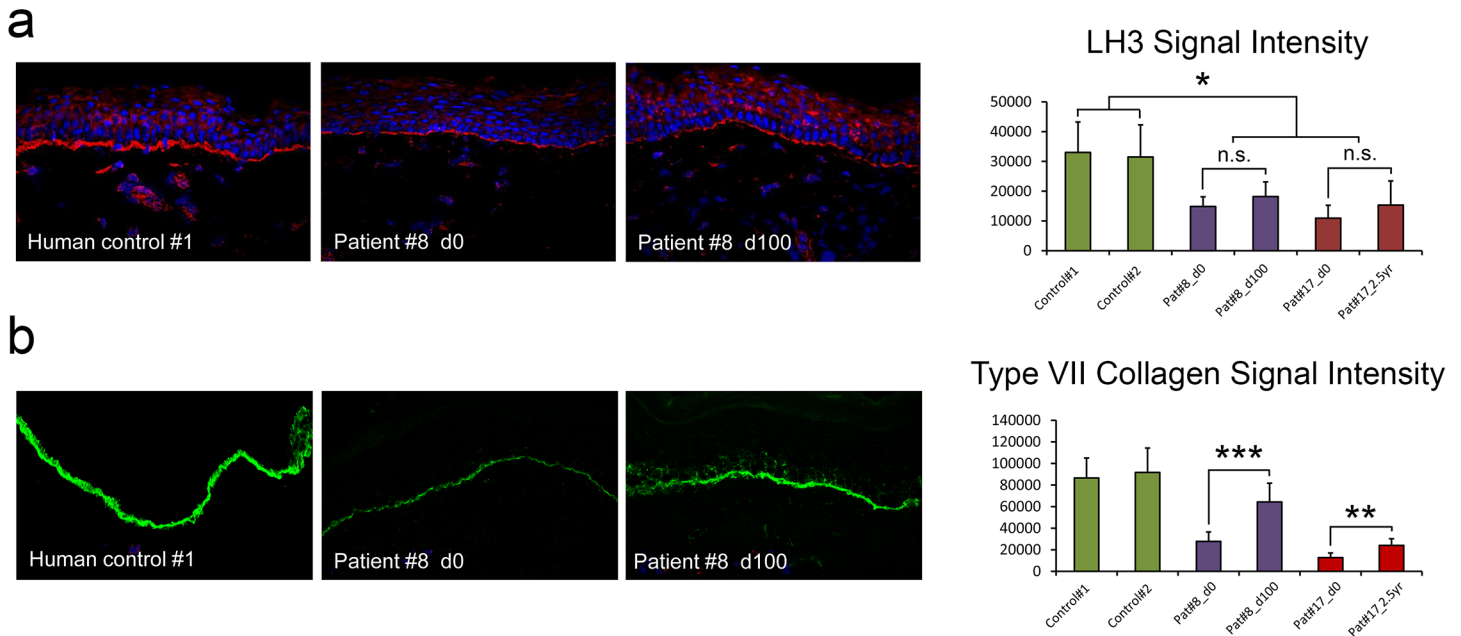 a
Human control #1
Patient #8 d0
Patient #8 d100
LH3 Signal Intensity
*
n.s.
n.s.
50000
40000
30000
20000
10000
0
Control#1
Control#2
Pat#8_d0
Pat#8_d100
Pat#17_d0
Pat#17_2.5yr
b
Human control #1
Patient #8 d0
Patient #8 d100
Type VII Collagen Signal Intensity
***
**
140000
120000
100000
80000
60000
40000
20000
0
Control#1
Control#2
Pat#8_d0
Pat#8_d100
Pat#17_d0
Pat#17_2.5yr